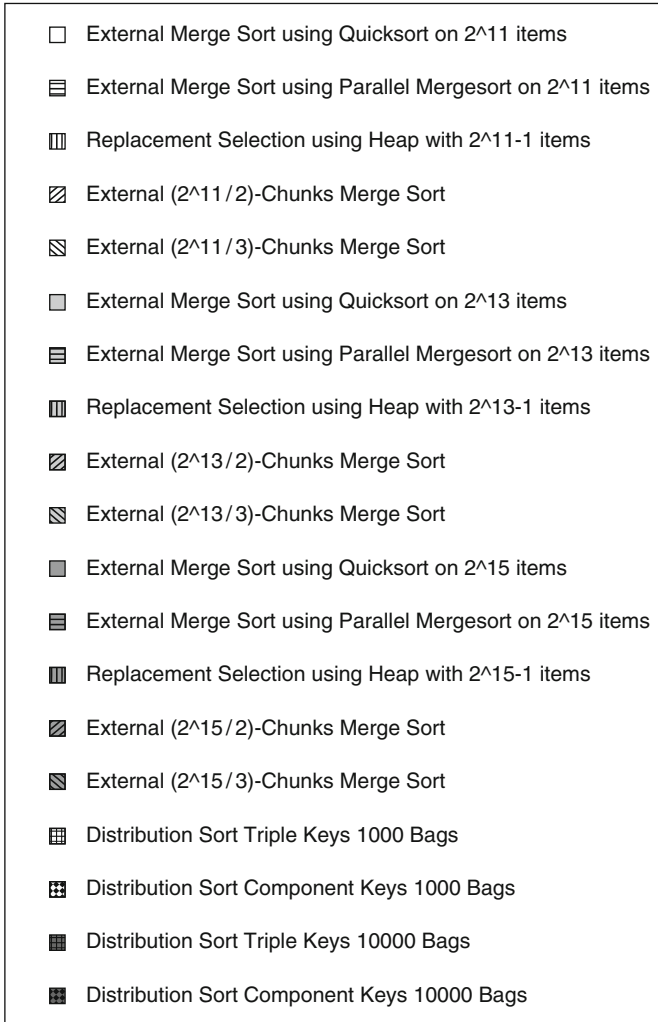 External Merge Sort using Quicksort on 2^11 items
External Merge Sort using Parallel Mergesort on 2^11 items
Replacement Selection using Heap with 2^11-1 items
External (2^11/2)-Chunks Merge Sort
External (2^11/3)-Chunks Merge Sort
External Merge Sort using Quicksort on 2^13 items
External Merge Sort using Parallel Mergesort on 2^13 items
Replacement Selection using Heap with 2^13-1 items
External (2^13/2)-Chunks Merge Sort
External (2^13/3)-Chunks Merge Sort
External Merge Sort using Quicksort on 2^15 items
External Merge Sort using Parallel Mergesort on 2^15 items
Replacement Selection using Heap with 2^15-1 items
External (2^15/2)-Chunks Merge Sort
External (2^15/3)-Chunks Merge Sort
Distribution Sort Triple Keys 1000 Bags
Distribution Sort Component Keys 1000 Bags
Distribution Sort Triple Keys 10000 Bags
Distribution Sort Component Keys 10000 Bags